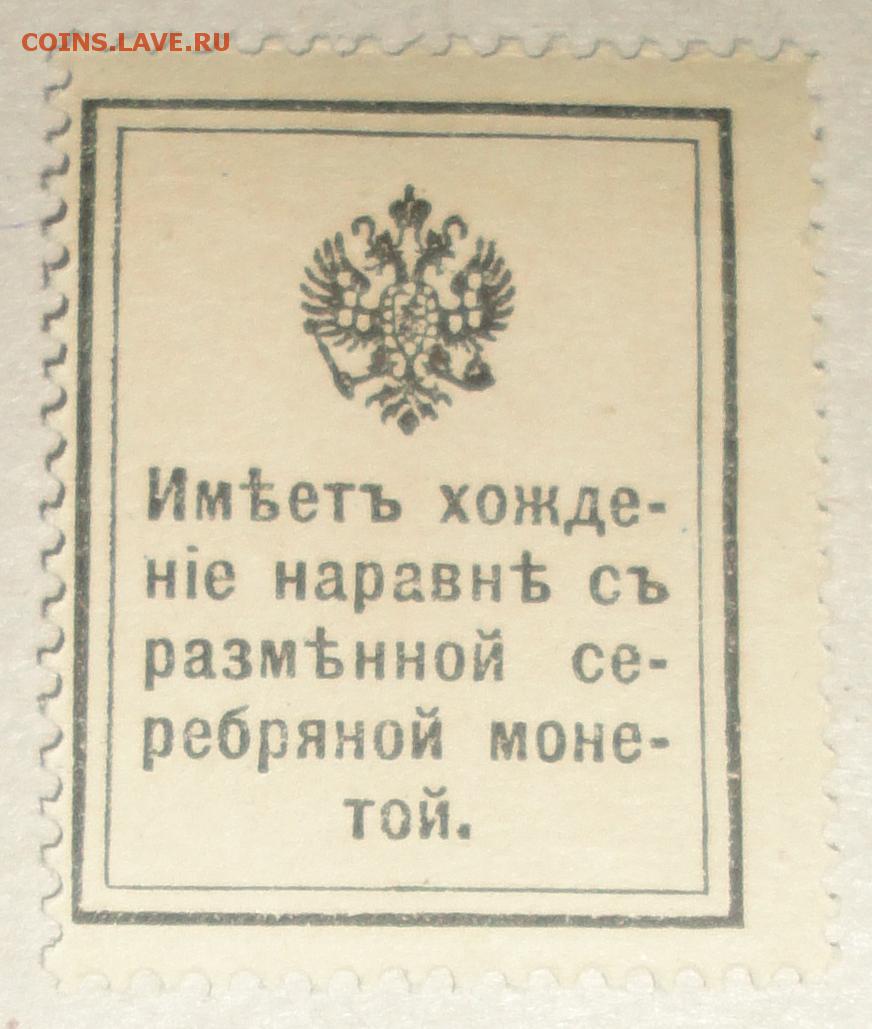 COINS.LAVE.RU
Имѣетъ хожде-
ніе наравнѣ съ
размѣнной се-
ребряной моне-
той.